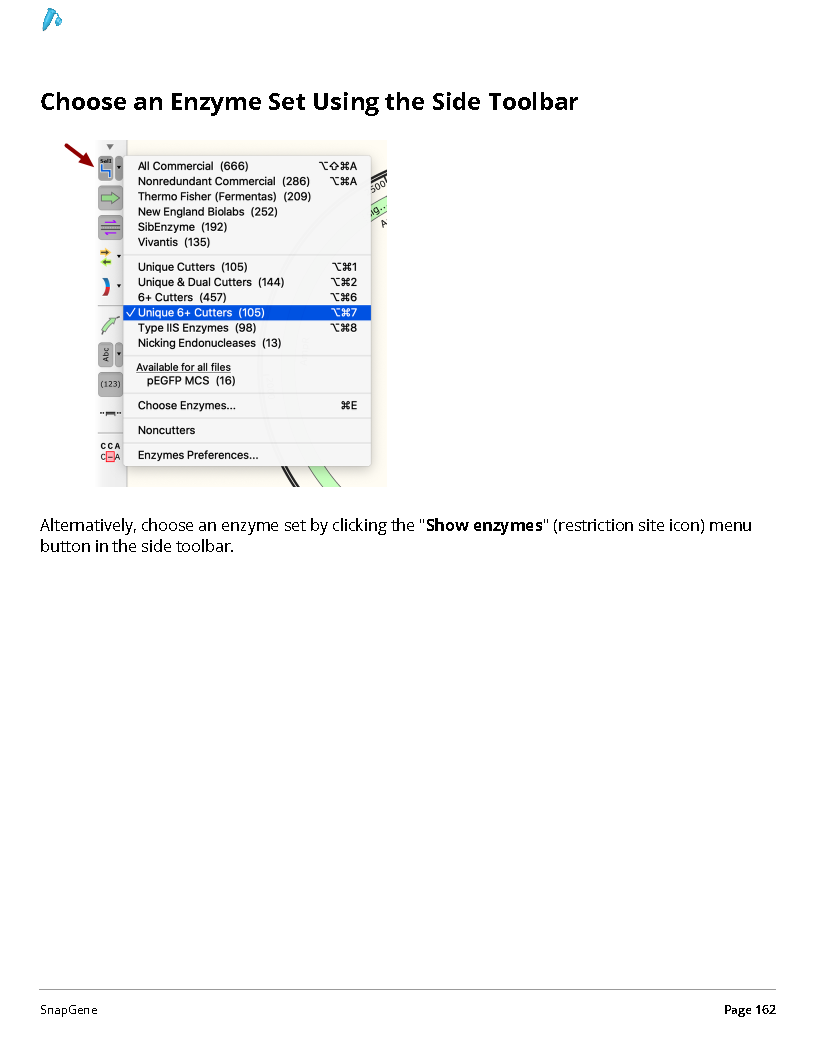 Choose an Enzyme Set Using the Side Toolbar
SalI
All Commercial (666) ⌥⇧⌘A
Nonredundant Commercial (286) ⌥⌘A
Thermo Fisher (Fermentas) (209)
New England Biolabs (252)
SibEnzyme (192)
Vivantis (135)
Unique Cutters (105) ⌥⌘1
Unique & Dual Cutters (144) ⌥⌘2
6+ Cutters (457) ⌥⌘6
✓ Unique 6+ Cutters (105) ⌥⌘7
Type IIS Enzymes (98) ⌥⌘8
Nicking Endonucleases (13)
Available for all files
pEGFP MCS (16)
Choose Enzymes... ⌘E
Noncutters
Enzymes Preferences...
Abc
(123)
CCA
C–A
Alternatively, choose an enzyme set by clicking the "Show enzymes" (restriction site icon) menu
button in the side toolbar.
SnapGene Page 162